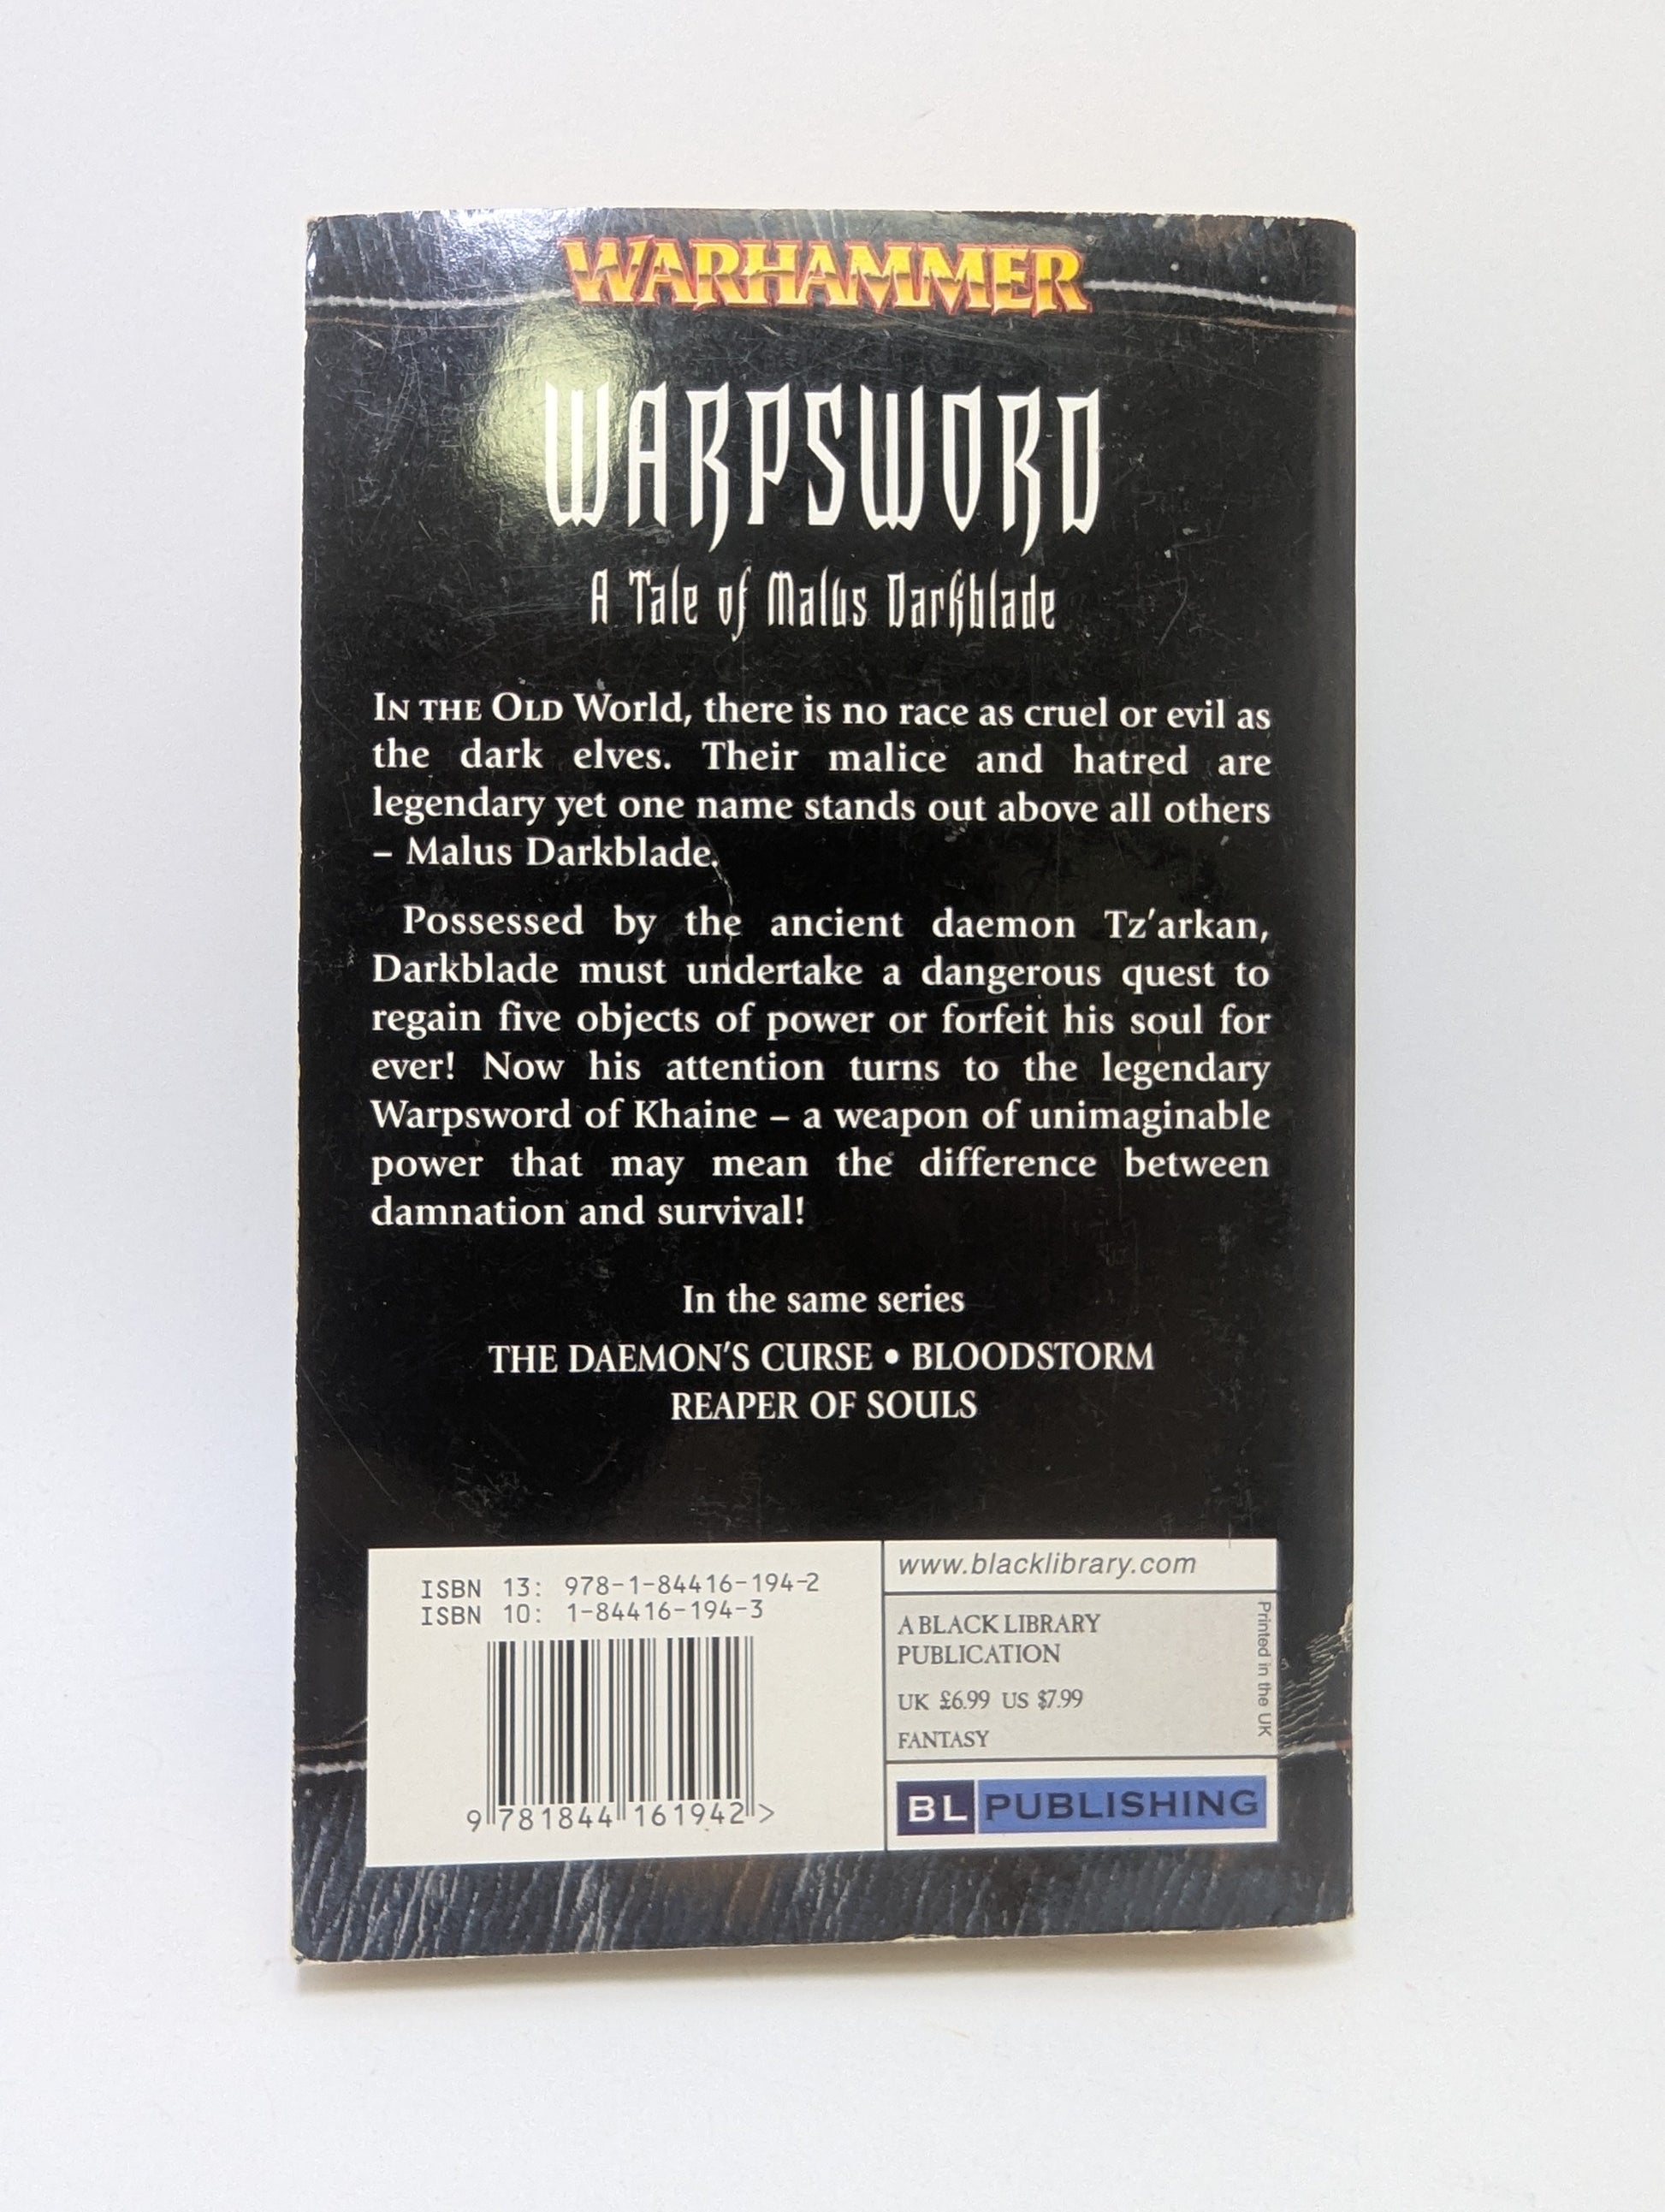 WARHAMMER
WARPSWORD
A Tale of Malus Darkblade
IN THE OLD World, there is no race as cruel or evil as
the dark elves. Their malice and hatred are
legendary yet one name stands out above all others
– Malus Darkblade.
Possessed by the ancient daemon Tz'arkan,
Darkblade must undertake a dangerous quest to
regain five objects of power or forfeit his soul for
ever! Now his attention turns to the legendary
Warpsword of Khaine – a weapon of unimaginable
power that may mean the difference between
damnation and survival!
In the same series
THE DAEMON'S CURSE • BLOODSTORM
REAPER OF SOULS
ISBN 13: 978-1-84416-194-2
ISBN 10: 1-84416-194-3
9 781844 161942 >
www.blacklibrary.com
A BLACK LIBRARY
PUBLICATION
UK £6.99 US $7.99
FANTASY
Printed in the UK
BL PUBLISHING